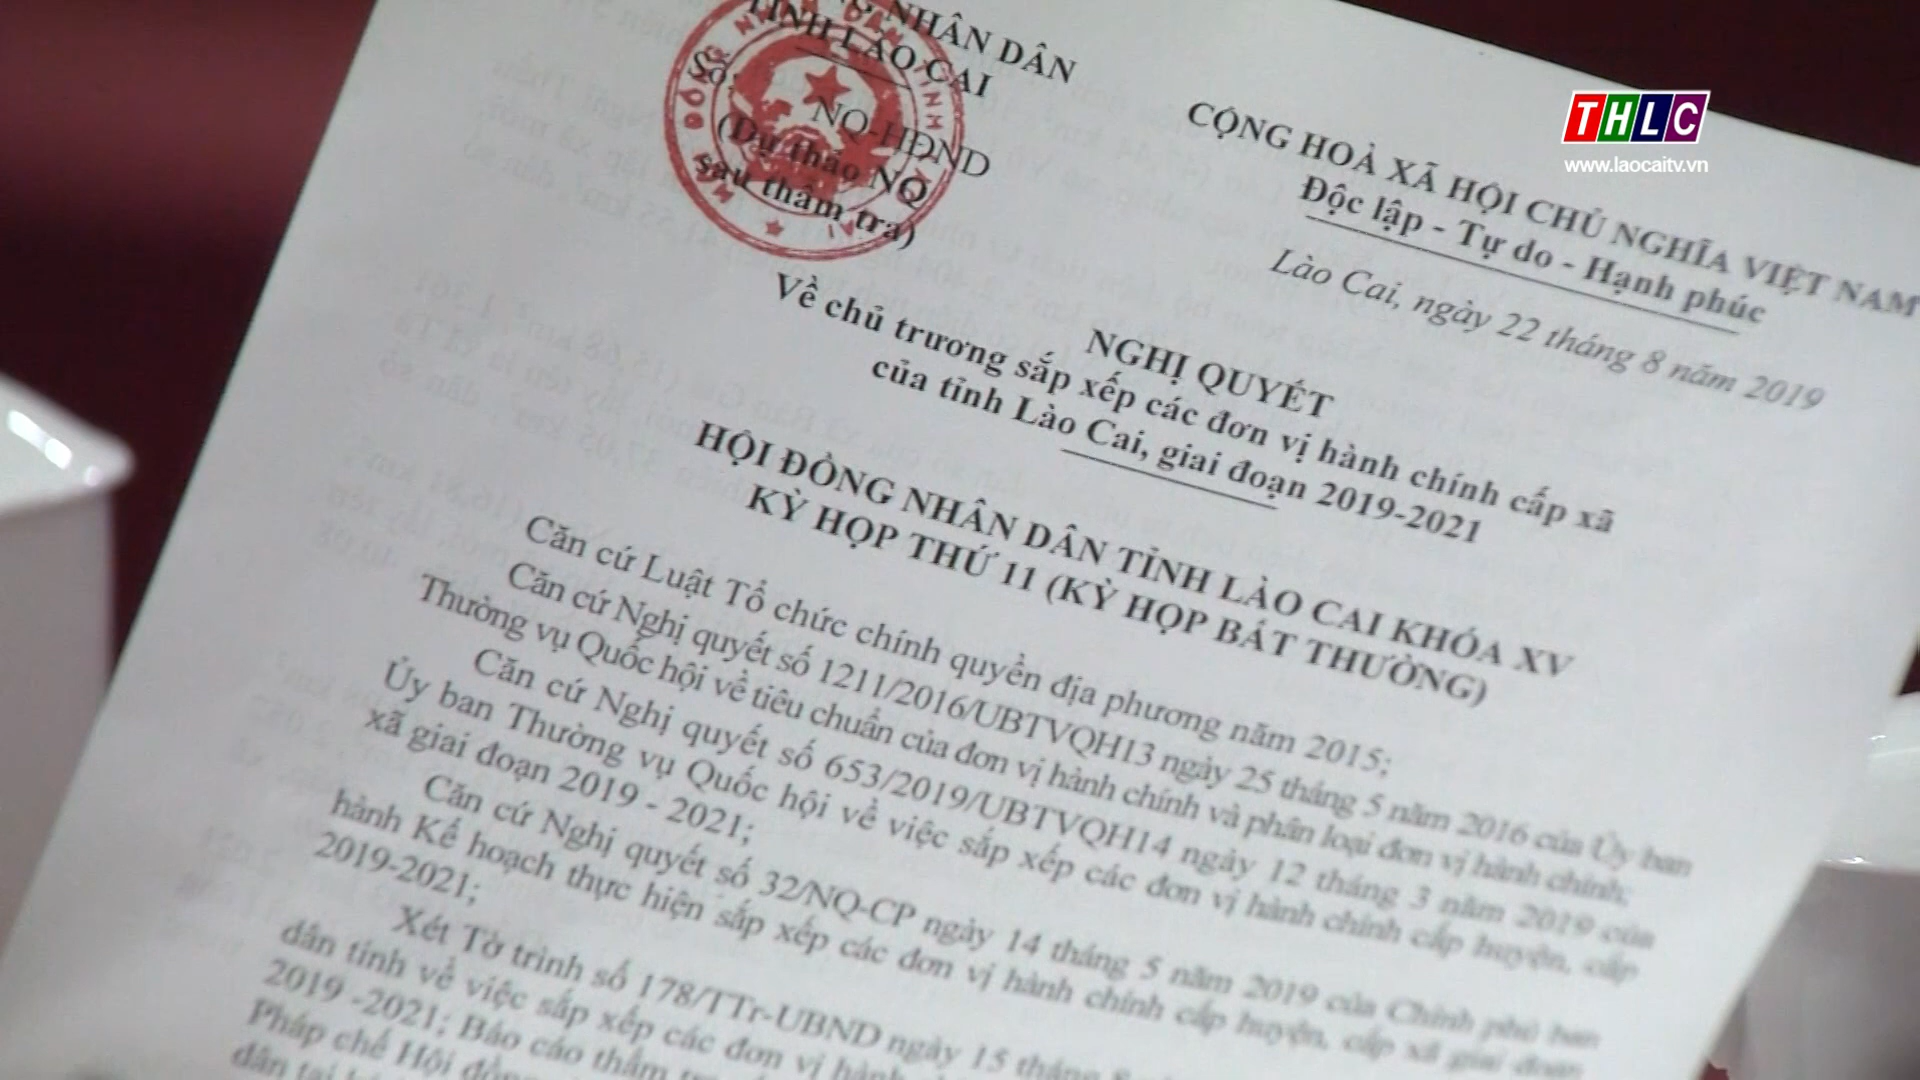 NHÂN DÂN
TỈNH LÀO CAI
Số:
NQ-HĐND
(Dự thảo NQ
sau thẩm tra)
CỘNG HOÀ XÃ HỘI CHỦ NGHĨA VIỆT NAM
Độc lập - Tự do - Hạnh phúc
Lào Cai, ngày 22 tháng 8 năm 2019
THLC
www.laocaitv.vn
NGHỊ QUYẾT
Về chủ trương sắp xếp các đơn vị hành chính cấp xã
của tỉnh Lào Cai, giai đoạn 2019-2021
HỘI ĐỒNG NHÂN DÂN TỈNH LÀO CAI KHÓA XV
KỲ HỌP THỨ 11 (KỲ HỌP BẤT THƯỜNG)
Căn cứ Luật Tổ chức chính quyền địa phương năm 2015;
Căn cứ Nghị quyết số 1211/2016/UBTVQH13 ngày 25 tháng 5 năm 2016 của Ủy ban
Thường vụ Quốc hội về tiêu chuẩn của đơn vị hành chính và phân loại đơn vị hành chính;
Căn cứ Nghị quyết số 653/2019/UBTVQH14 ngày 12 tháng 3 năm 2019 của
Ủy ban Thường vụ Quốc hội về việc sắp xếp các đơn vị hành chính cấp huyện, cấp
xã giai đoạn 2019 - 2021;
Căn cứ Nghị quyết số 32/NQ-CP ngày 14 tháng 5 năm 2019 của Chính phủ ban
hành Kế hoạch thực hiện sắp xếp các đơn vị hành chính cấp huyện, cấp xã giai đoạn
2019-2021;
Xét Tờ trình số 178/TTr-UBND ngày 15 tháng 8
dân tỉnh về việc sắp xếp các đơn vị hành
2019 -2021; Báo cáo thẩm tra
Pháp chế Hội đồng
dân tại